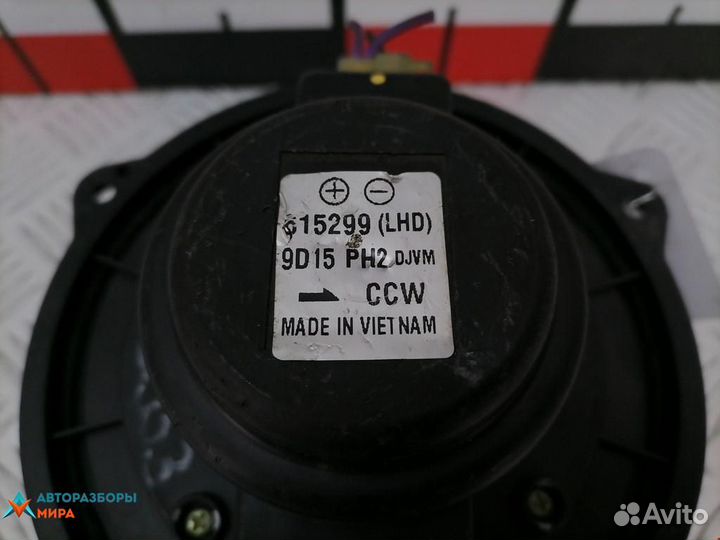 615299 (LHD)
9D15 PH2 DJVM
CCW
MADE IN VIETNAM
АВТОРАЗБОРЫ
МИРА
Avito